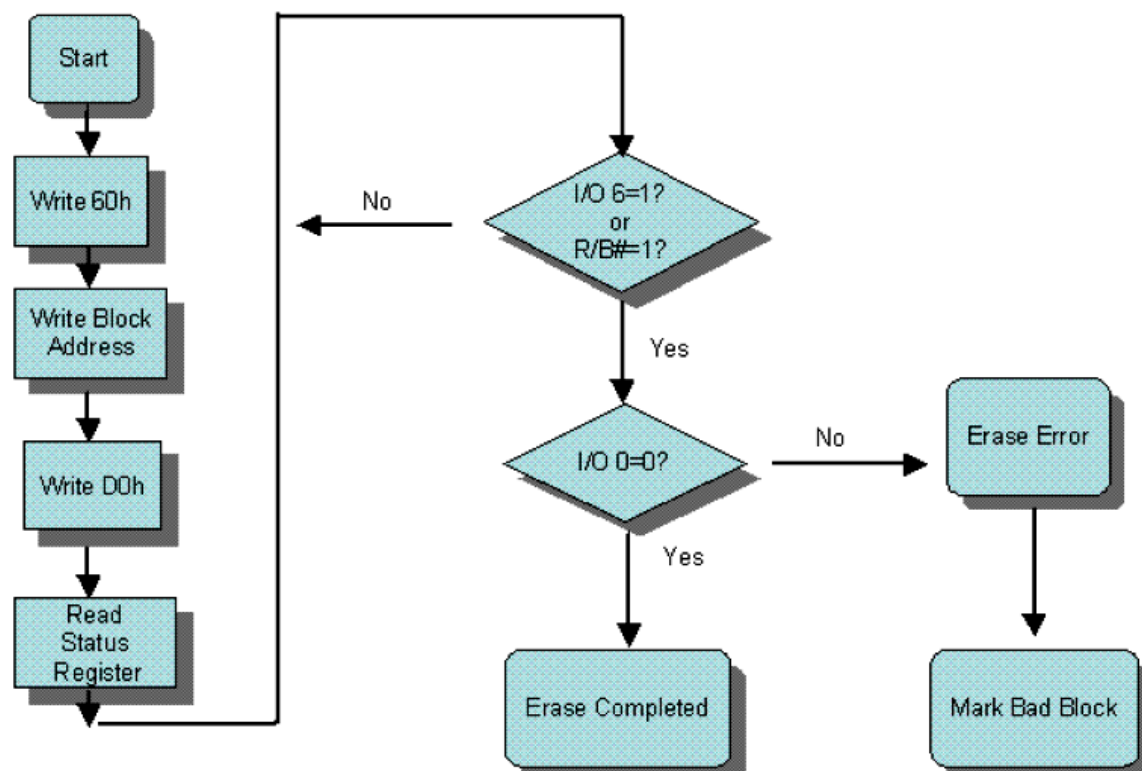 Start
Write 60h
Write Block
Address
Write D0h
Read
Status
Register
I/O 6=1?
or
R/B#=1?
No
Yes
I/O 0=0?
No
Yes
Erase Error
Erase Completed
Mark Bad Block